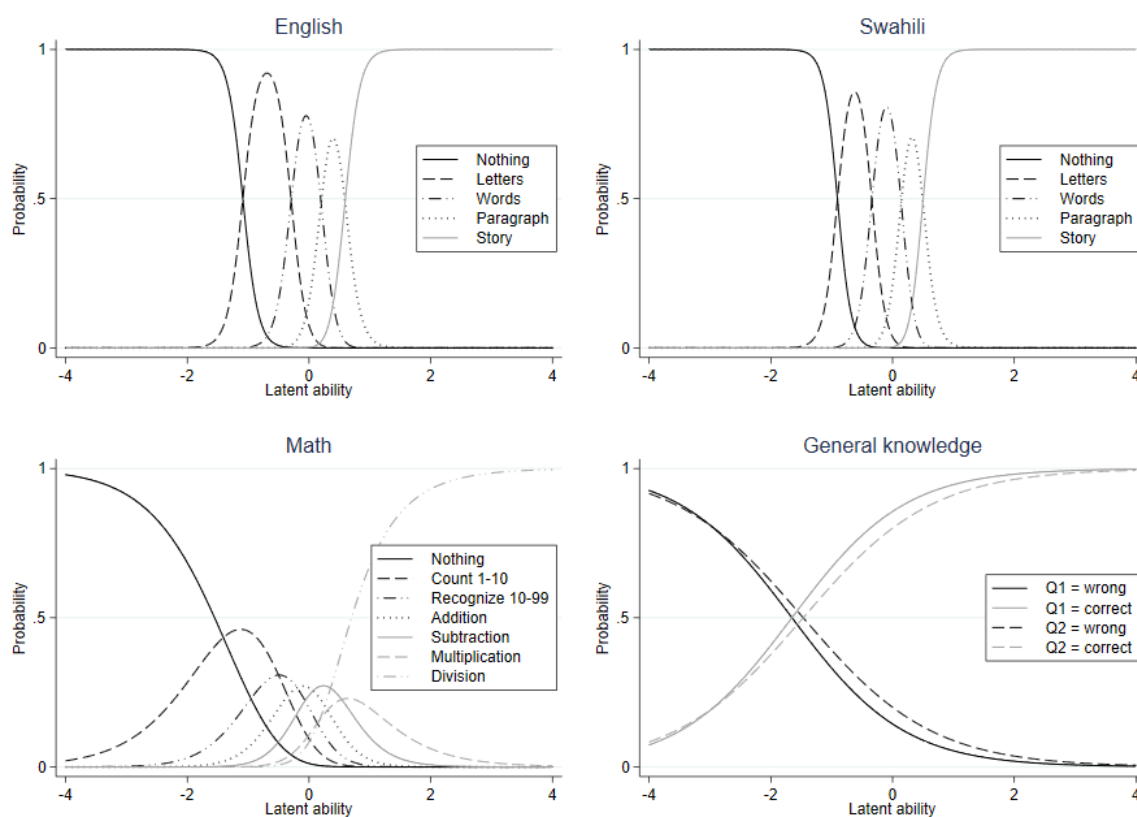 English
1
.5
0
Probability
-4
-2
0
2
4
Latent ability
Nothing
Letters
Words
Paragraph
Story
Swahili
1
.5
0
Probability
-4
-2
0
2
4
Latent ability
Nothing
Letters
Words
Paragraph
Story
Math
1
.5
0
Probability
-4
-2
0
2
4
Latent ability
Nothing
Count 1-10
Recognize 10-99
Addition
Subtraction
Multiplication
Division
General knowledge
1
.5
0
Probability
-4
-2
0
2
4
Latent ability
Q1 = wrong
Q1 = correct
Q2 = wrong
Q2 = correct